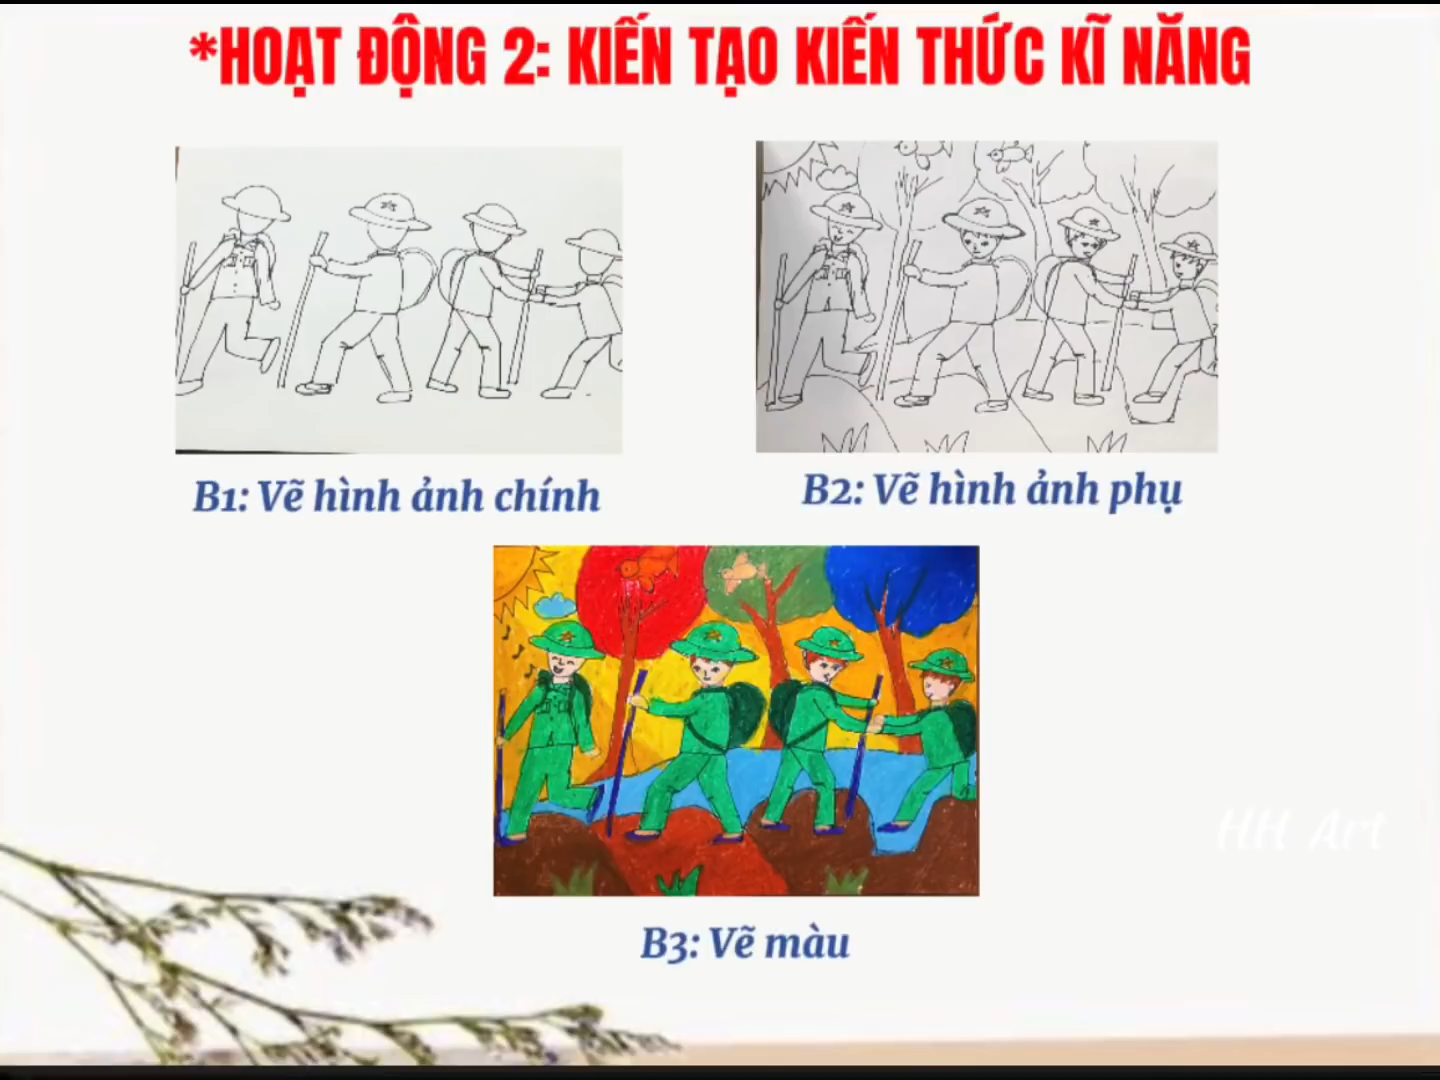 *HOẠT ĐỘNG 2: KIẾN TẠO KIẾN THỨC KĨ NĂNG
B1: Vẽ hình ảnh chính
B2: Vẽ hình ảnh phụ
HH Art
B3: Vẽ màu